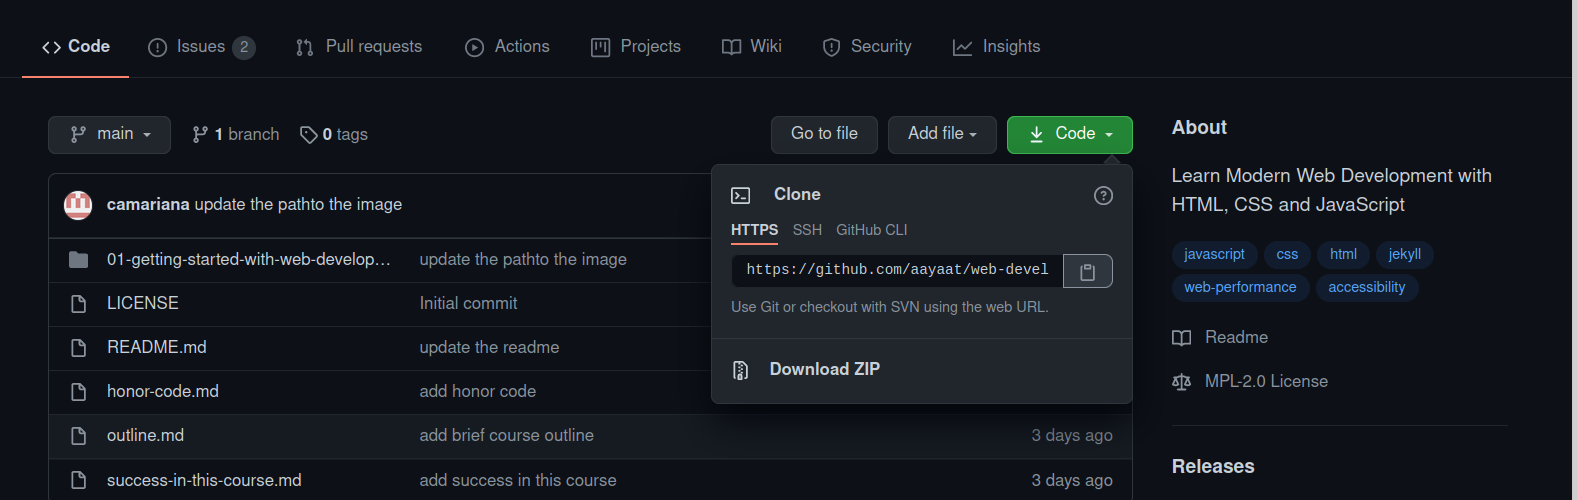 Code Issues 2 Pull requests Actions Projects Wiki Security Insights
main 1 branch 0 tags Go to file Add file Code
camariana update the pathto the image
01-getting-started-with-web-develop… update the pathto the image
LICENSE Initial commit
README.md update the readme
honor-code.md add honor code
outline.md add brief course outline 3 days ago
success-in-this-course.md add success in this course 3 days ago
Clone
HTTPS SSH GitHub CLI
https://github.com/aayaat/web-devel
Use Git or checkout with SVN using the web URL.
Download ZIP
About
Learn Modern Web Development with
HTML, CSS and JavaScript
javascript css html jekyll
web-performance accessibility
Readme
MPL-2.0 License
Releases